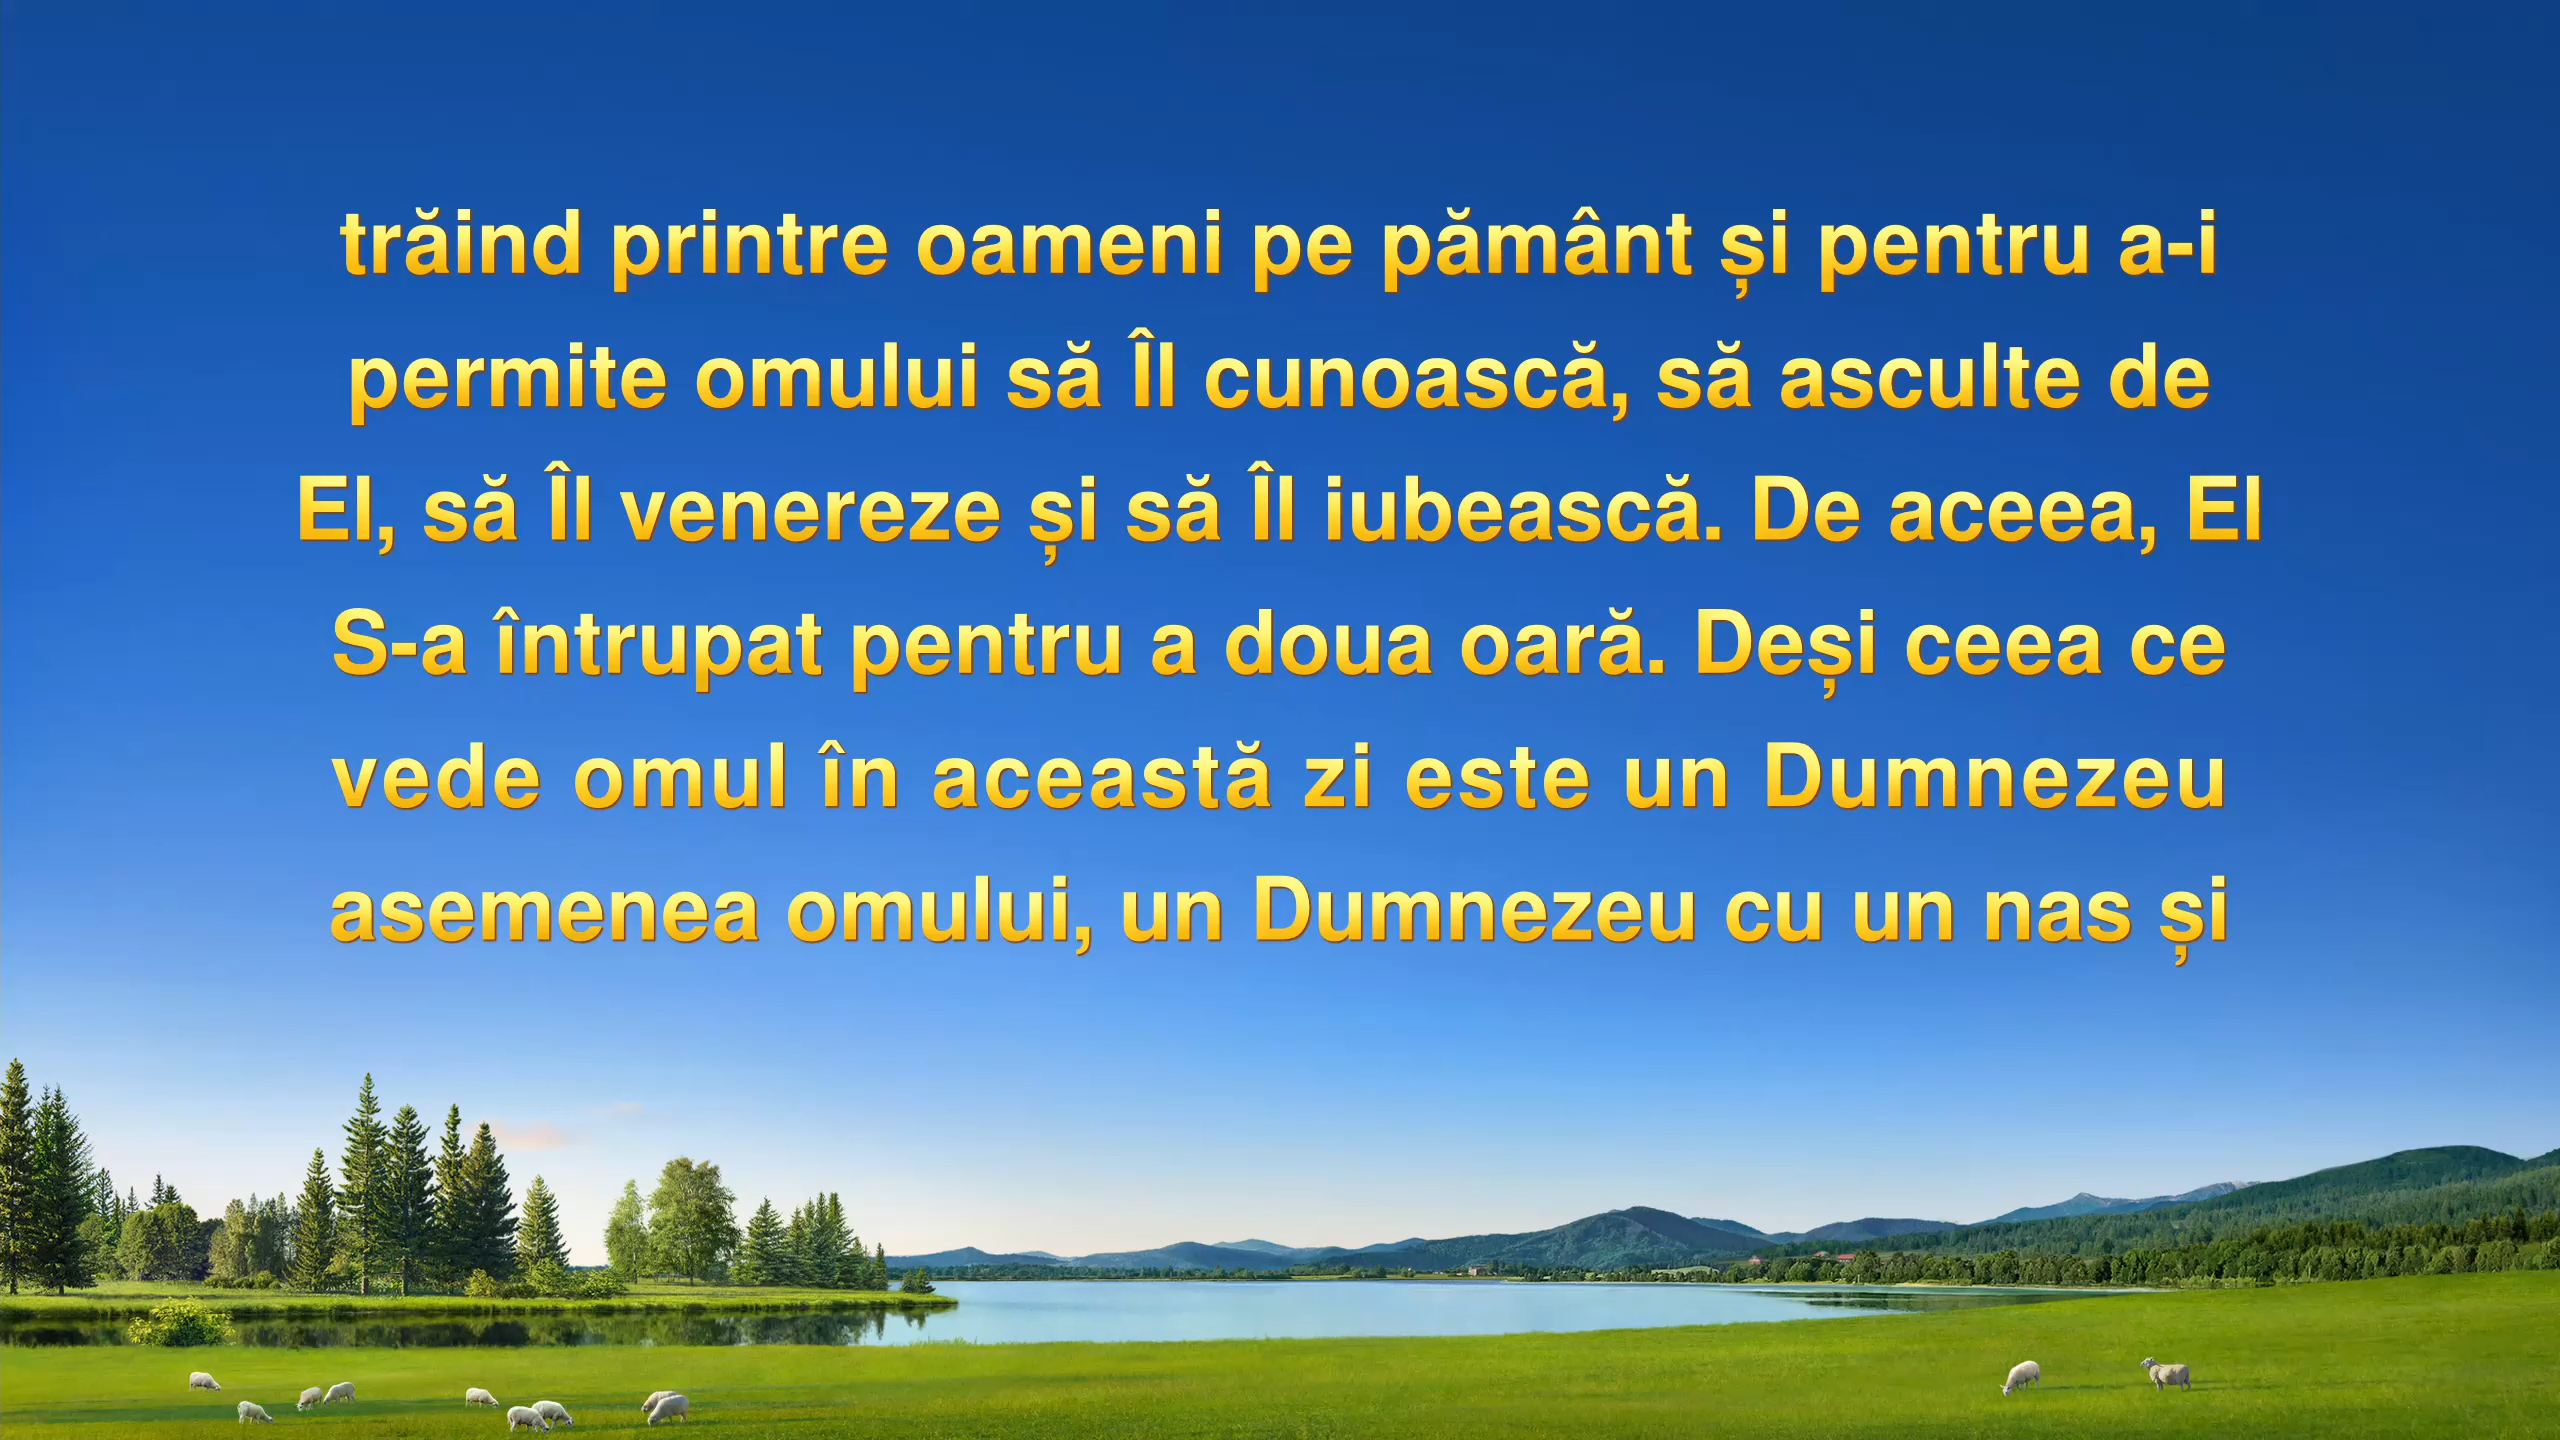 trăind printre oameni pe pământ și pentru a-i
permite omului să Îl cunoască, să asculte de
El, să Îl venereze și să Îl iubească. De aceea, El
S-a întrupat pentru a doua oară. Deși ceea ce
vede omul în această zi este un Dumnezeu
asemenea omului, un Dumnezeu cu un nas și